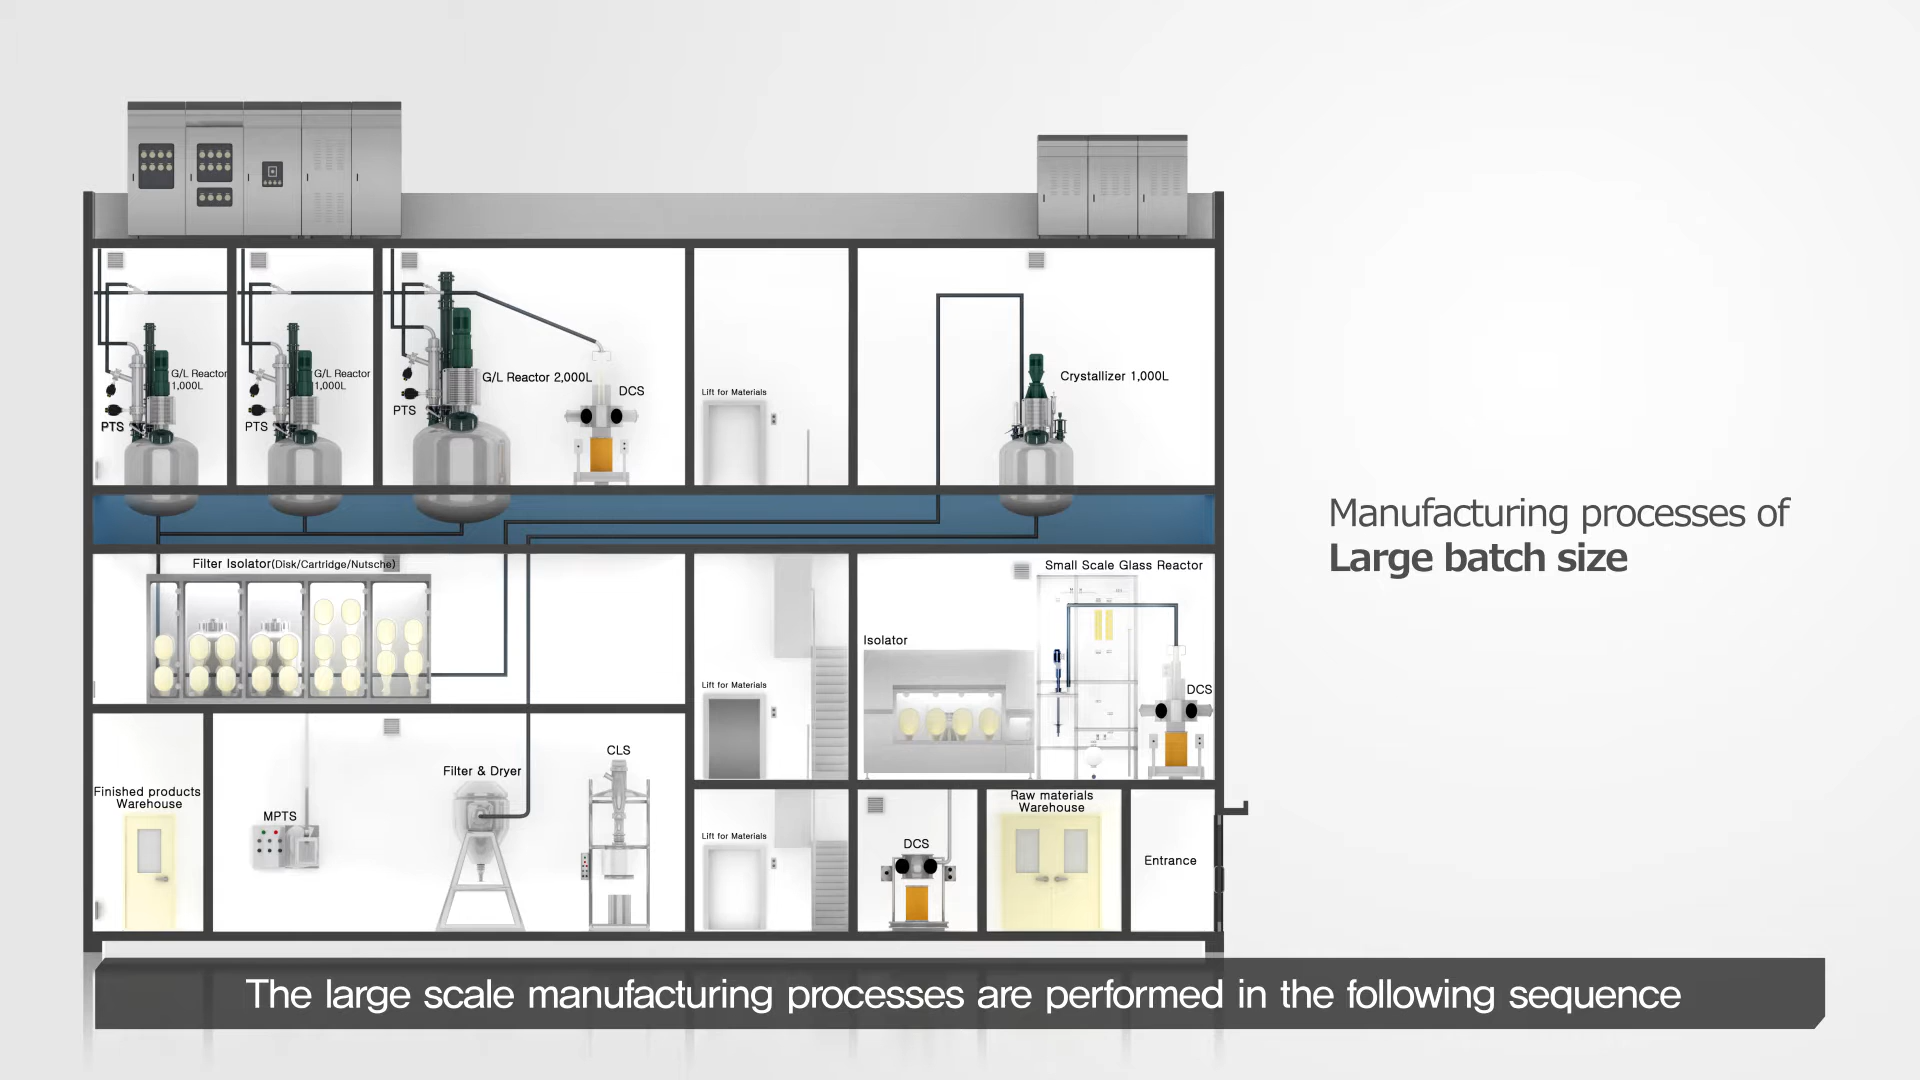 G/L Reactor
1,000L
PTS
G/L Reactor
1,000L
PTS
G/L Reactor 2,000L
PTS
DCS
Lift for Materials
Crystallizer 1,000L
Filter Isolator(Disk/Cartridge/Nutsche)
Lift for Materials
Isolator
Small Scale Glass Reactor
DCS
Finished products
Warehouse
MPTS
Filter & Dryer
CLS
Lift for Materials
DCS
Raw materials
Warehouse
Entrance
Manufacturing processes of
Large batch size
The large scale manufacturing processes are performed in the following sequence